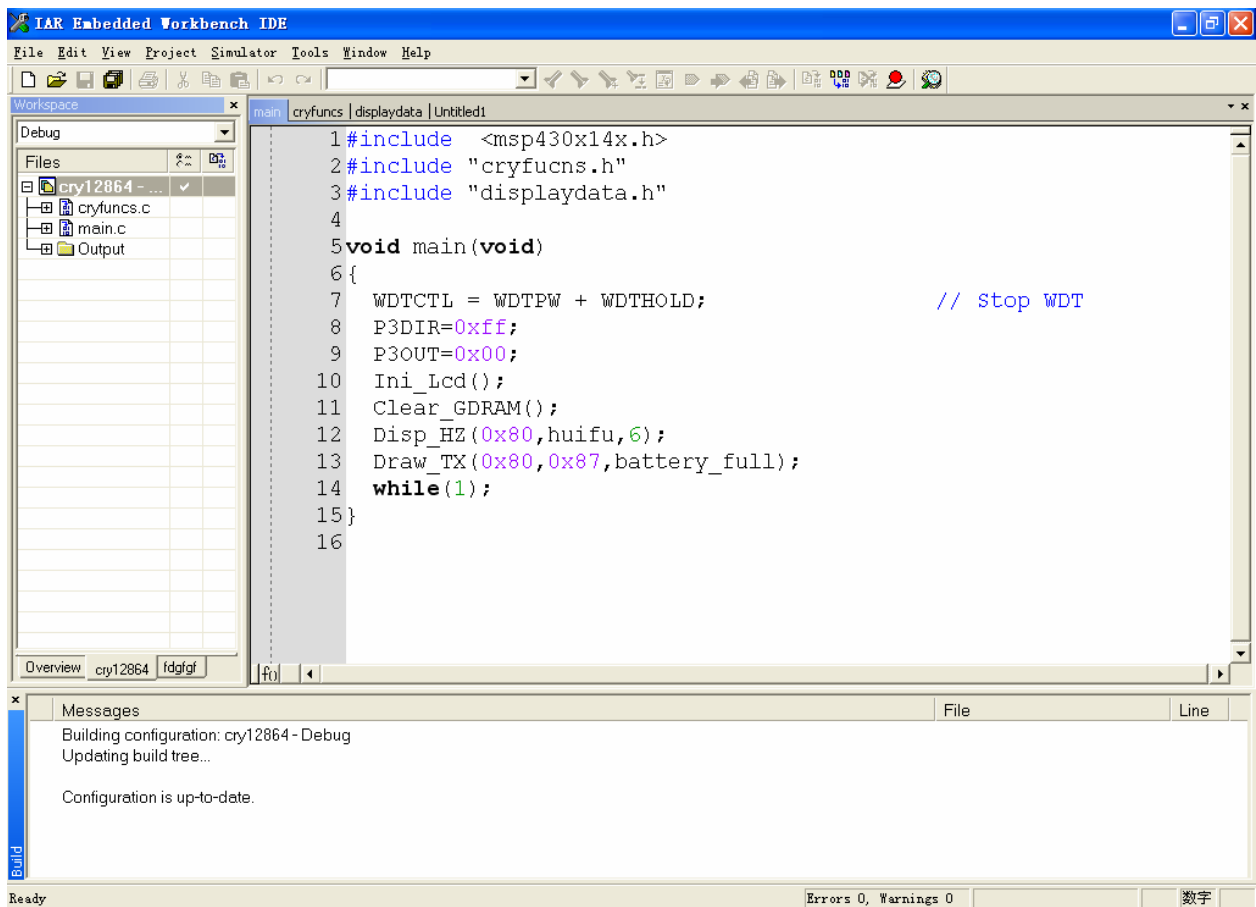 IAR Embedded Workbench IDE
File Edit View Project Simulator Tools Window Help
Workspace
Debug
Files
cry12864 - ...
cryfuncs.c
main.c
Output
Overview cry12864 fdgfgf
main cryfuncs displaydata Untitled1
1 #include  <msp430x14x.h>
2 #include "cryfucns.h"
3 #include "displaydata.h"
4
5 void main(void)
6 {
7   WDTCTL = WDTPW + WDTHOLD;                 // Stop WDT
8   P3DIR=0xff;
9   P3OUT=0x00;
10   Ini_Lcd();
11   Clear_GDRAM();
12   Disp_HZ(0x80,huifu,6);
13   Draw_TX(0x80,0x87,battery_full);
14   while(1);
15 }
16
f()
Messages File Line
Building configuration: cry12864 - Debug
Updating build tree...
Configuration is up-to-date.
Build
Ready Errors 0, Warnings 0 数字